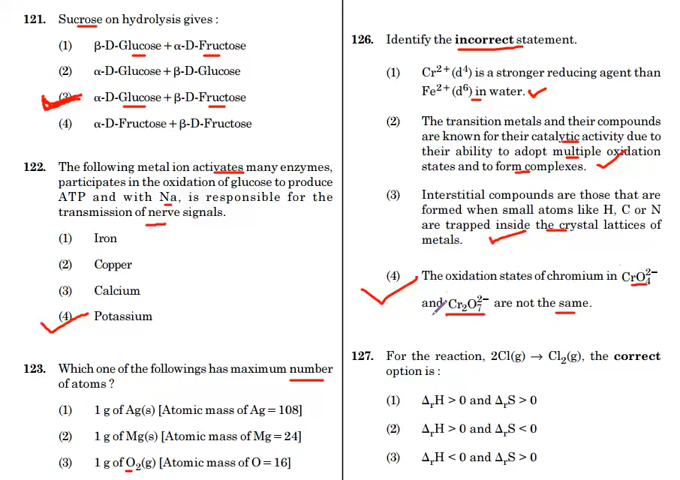 121. Sucrose on hydrolysis gives :
(1) β-D-Glucose + α-D-Fructose
(2) α-D-Glucose + β-D-Glucose
(3) α-D-Glucose + β-D-Fructose
(4) α-D-Fructose + β-D-Fructose
122. The following metal ion activates many enzymes,
participates in the oxidation of glucose to produce
ATP and with Na, is responsible for the
transmission of nerve signals.
(1) Iron
(2) Copper
(3) Calcium
(4) Potassium
123. Which one of the followings has maximum number
of atoms ?
(1) 1 g of Ag(s) [Atomic mass of Ag = 108]
(2) 1 g of Mg(s) [Atomic mass of Mg = 24]
(3) 1 g of O₂(g) [Atomic mass of O = 16]
126. Identify the incorrect statement.
(1) Cr²⁺(d⁴) is a stronger reducing agent than
Fe²⁺(d⁶) in water.
(2) The transition metals and their compounds
are known for their catalytic activity due to
their ability to adopt multiple oxidation
states and to form complexes.
(3) Interstitial compounds are those that are
formed when small atoms like H, C or N
are trapped inside the crystal lattices of
metals.
(4) The oxidation states of chromium in CrO₄²⁻
and Cr₂O₇²⁻ are not the same.
127. For the reaction, 2Cl(g) → Cl₂(g), the correct
option is :
(1) ΔᵣH > 0 and ΔᵣS > 0
(2) ΔᵣH > 0 and ΔᵣS < 0
(3) ΔᵣH < 0 and ΔᵣS > 0